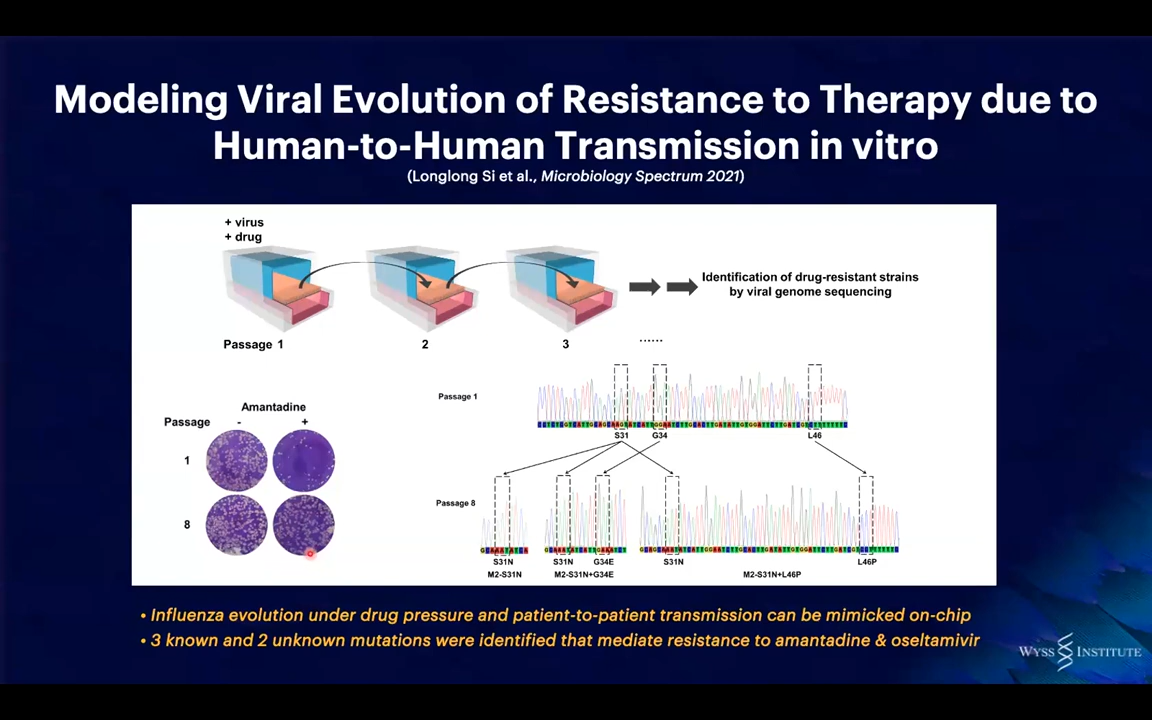 Modeling Viral Evolution of Resistance to Therapy due to
Human-to-Human Transmission in vitro
(Longlong Si et al., Microbiology Spectrum 2021)
+ virus
+ drug
Identification of drug-resistant strains
by viral genome sequencing
Passage 1
2
3
......
Passage 1
S31
G34
L46
Amantadine
Passage
-
+
1
8
Passage 8
S31N
M2-S31N
S31N
G34E
M2-S31N+G34E
S31N
L46P
M2-S31N+L46P
• Influenza evolution under drug pressure and patient-to-patient transmission can be mimicked on-chip
• 3 known and 2 unknown mutations were identified that mediate resistance to amantadine & oseltamivir
WYSS INSTITUTE